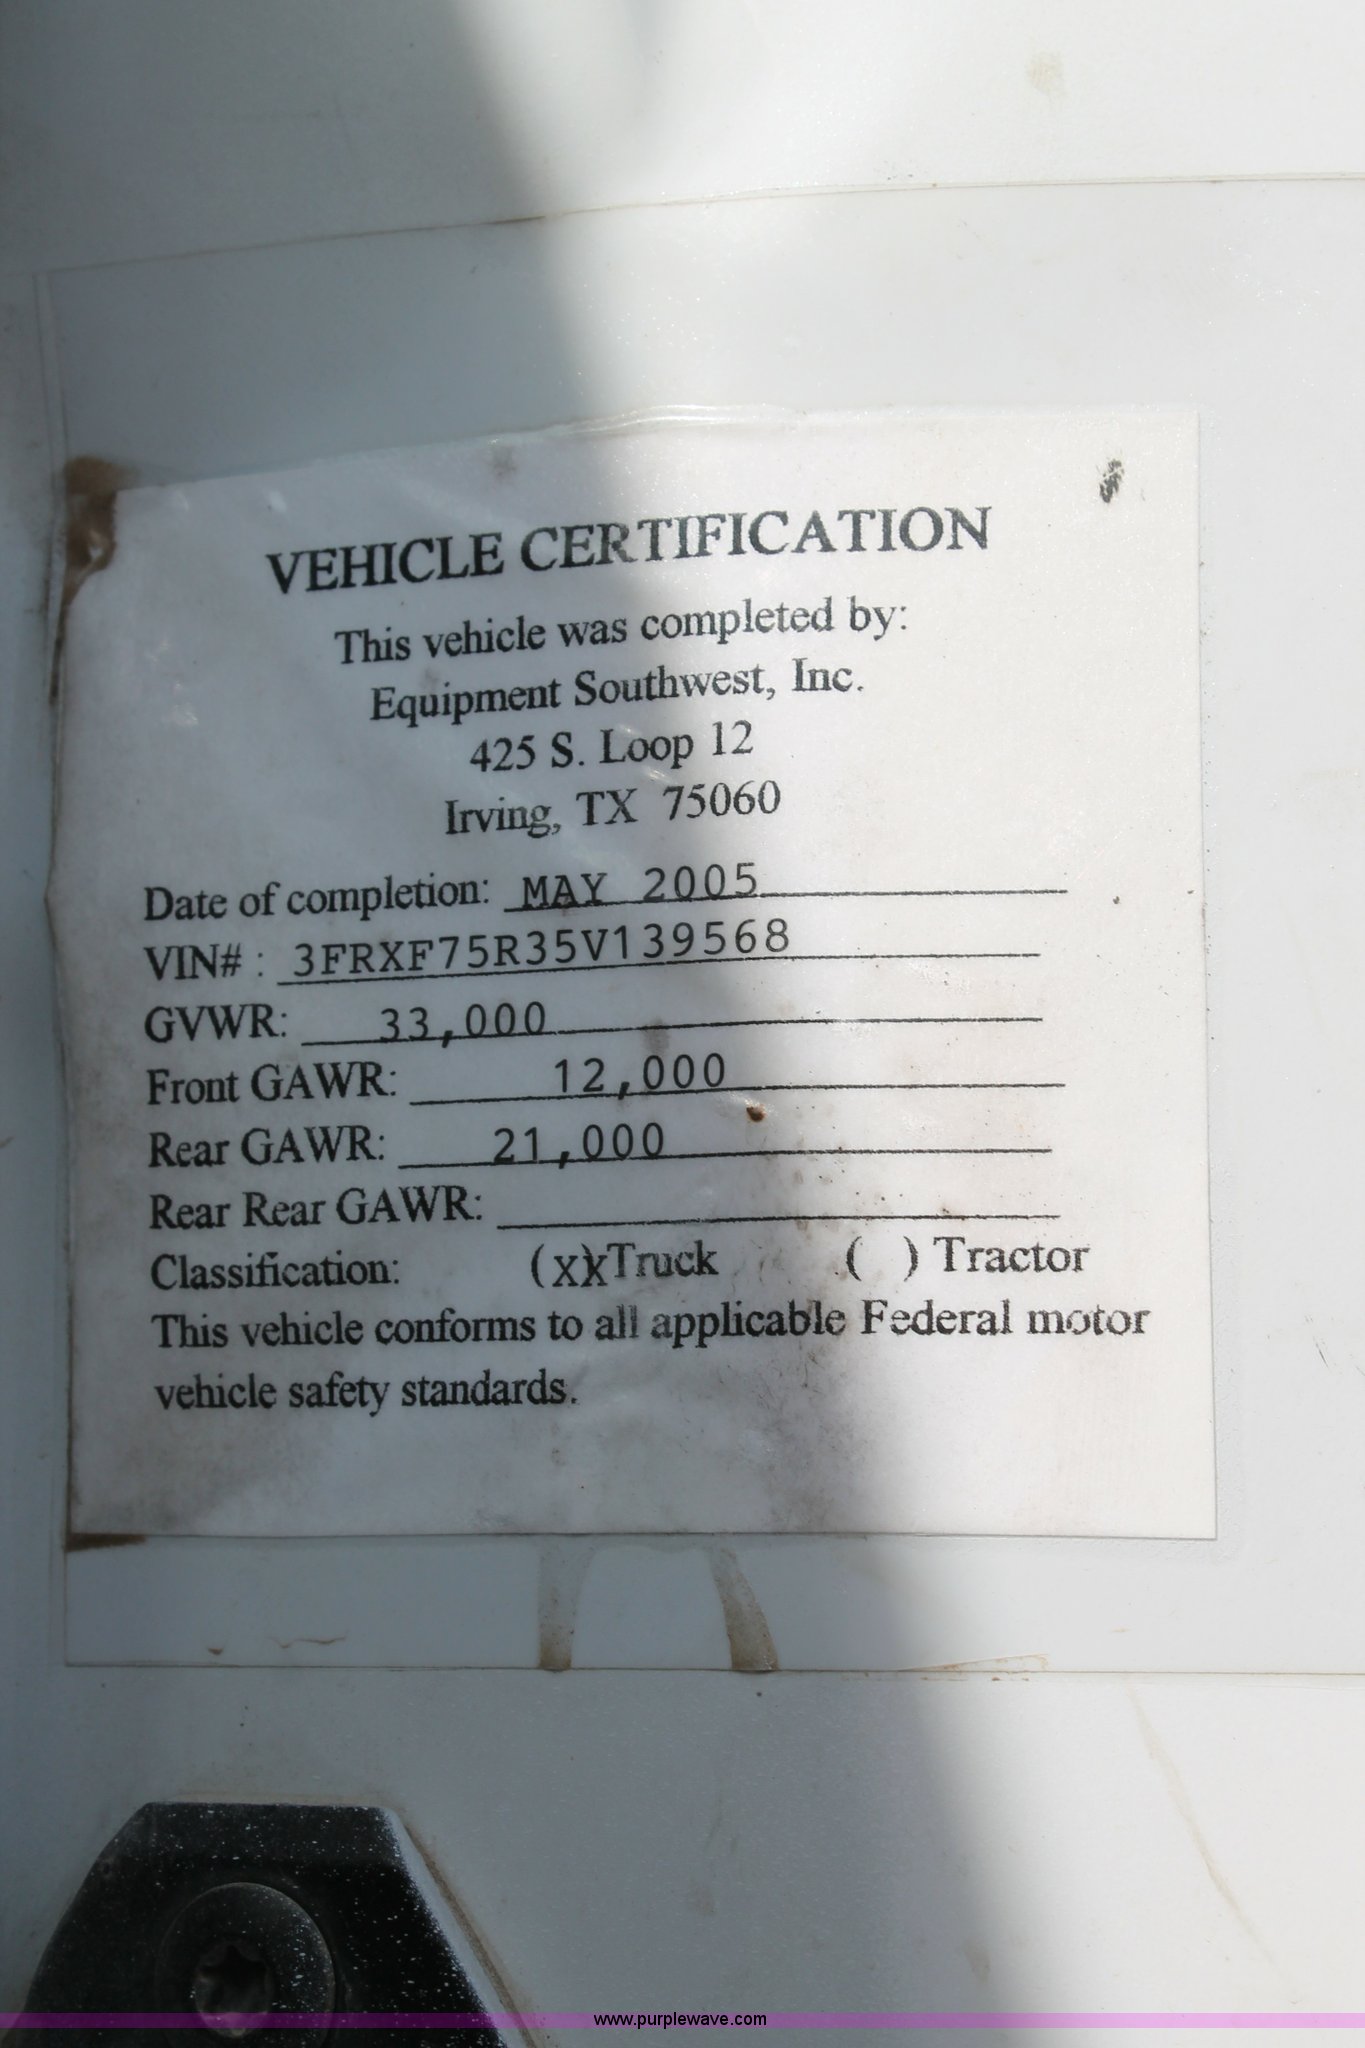 VEHICLE CERTIFICATION
This vehicle was completed by:
Equipment Southwest, Inc.
425 S. Loop 12
Irving, TX 75060
Date of completion: MAY 2005
VIN# : 3FRXF75R35V139568
GVWR: 33,000
Front GAWR: 12,000
Rear GAWR: 21,000
Rear Rear GAWR:
Classification: (xx)Truck ( ) Tractor
This vehicle conforms to all applicable Federal motor
vehicle safety standards.
www.purplewave.com